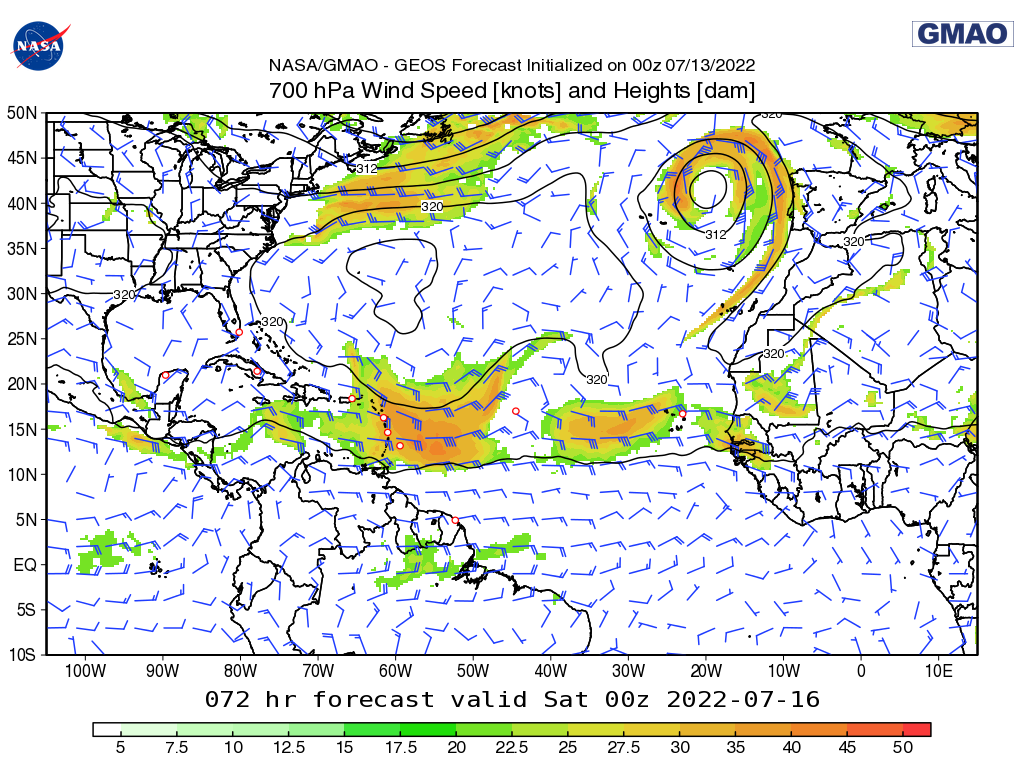 NASA
GMAO
NASA/GMAO - GEOS Forecast Initialized on 00z 07/13/2022
700 hPa Wind Speed [knots] and Heights [dam]
50N
320
45N
312
40N
320
312
35N
320
320
30N
320
25N
320
20N
320
15N
10N
5N
EQ
5S
10S
100W 90W 80W 70W 60W 50W 40W 30W 20W 10W 0 10E
072 hr forecast valid Sat 00z 2022-07-16
5 7.5 10 12.5 15 17.5 20 22.5 25 27.5 30 35 40 45 50